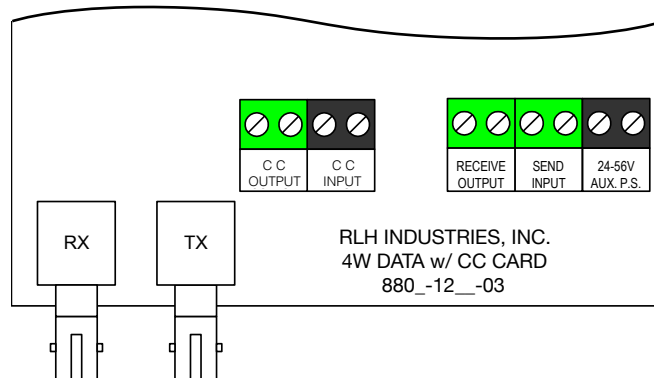 C C
OUTPUT
C C
INPUT
RECEIVE
OUTPUT
SEND
INPUT
24-56V
AUX. P.S.
RX
TX
RLH INDUSTRIES, INC.
4W DATA w/ CC CARD
880_-12__-03